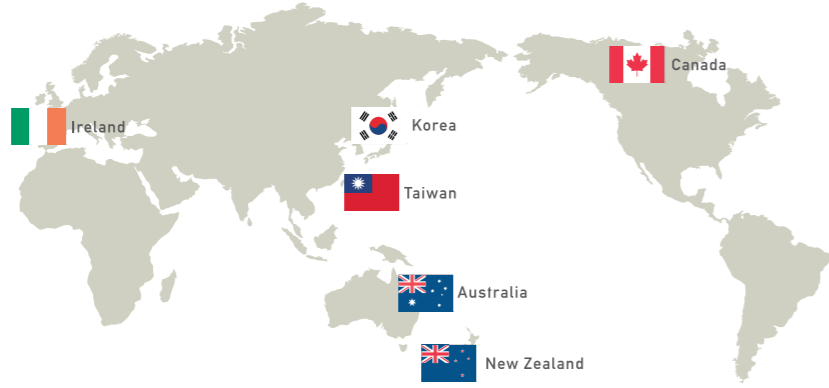 Canada
Ireland
Korea
Taiwan
Australia
New Zealand